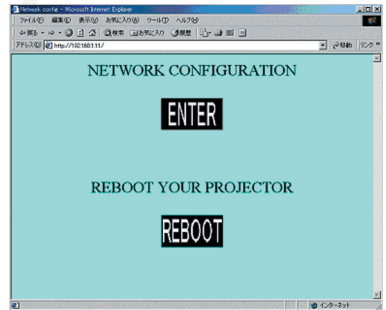 Network config - Microsoft Internet Explorer
ファイル(F) 編集(E) 表示(V) お気に入り(A) ツール(T) ヘルプ(H)
戻る 検索 お気に入り 履歴
アドレス(D) http://192.168.1.11/ 移動 リンク
NETWORK CONFIGURATION
ENTER
REBOOT YOUR PROJECTOR
REBOOT
インターネット